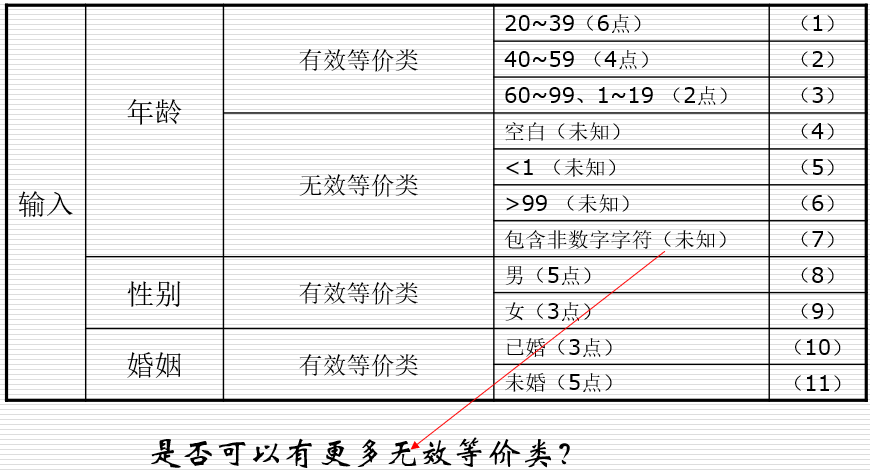 输入
年龄
有效等价类
20~39（6点）
（1）
40~59 （4点）
（2）
60~99、1~19 （2点）
（3）
无效等价类
空白（未知）
（4）
<1 （未知）
（5）
>99 （未知）
（6）
包含非数字字符（未知）
（7）
性别
有效等价类
男（5点）
（8）
女（3点）
（9）
婚姻
有效等价类
已婚（3点）
（10）
未婚（5点）
（11）
是否可以有更多无效等价类?